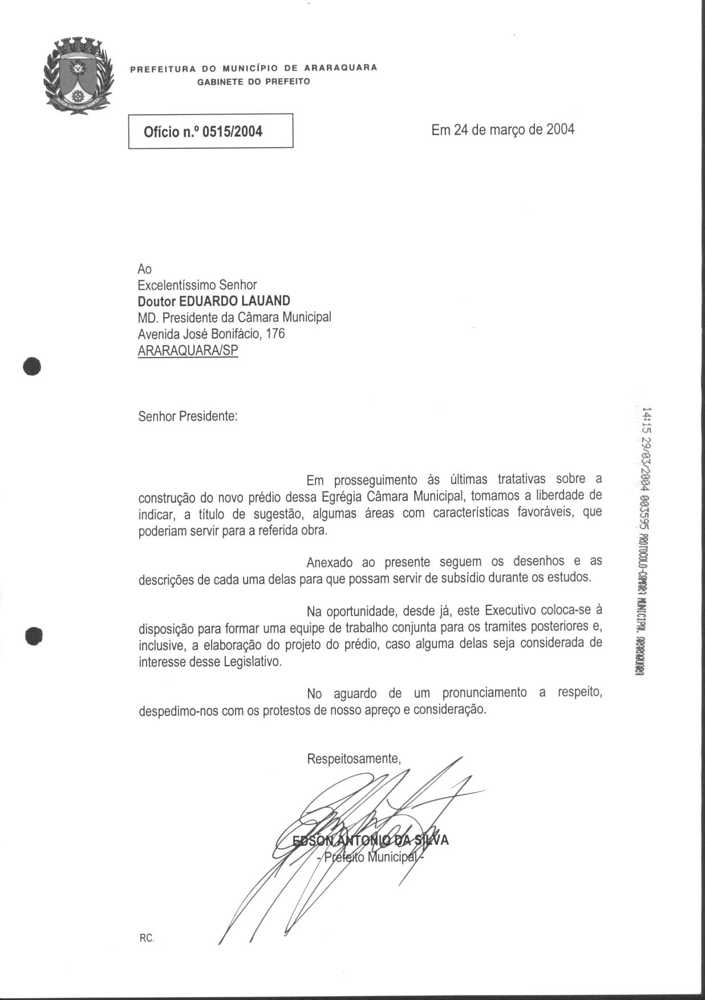 PREFEITURA DO MUNICÍPIO DE ARARAQUARA
GABINETE DO PREFEITO
Ofício n.º 0515/2004
Em 24 de março de 2004
Ao
Excelentíssimo Senhor
Doutor EDUARDO LAUAND
MD. Presidente da Câmara Municipal
Avenida José Bonifácio, 176
ARARAQUARA/SP
Senhor Presidente:
Em prosseguimento às últimas tratativas sobre a
construção do novo prédio dessa Egrégia Câmara Municipal, tomamos a liberdade de
indicar, a título de sugestão, algumas áreas com características favoráveis, que
poderiam servir para a referida obra.
Anexado ao presente seguem os desenhos e as
descrições de cada uma delas para que possam servir de subsídio durante os estudos.
Na oportunidade, desde já, este Executivo coloca-se à
disposição para formar uma equipe de trabalho conjunta para os tramites posteriores e,
inclusive, a elaboração do projeto do prédio, caso alguma delas seja considerada de
interesse desse Legislativo.
No aguardo de um pronunciamento a respeito,
despedimo-nos com os protestos de nosso apreço e consideração.
Respeitosamente,
EDSON ANTONIO DA SILVA
- Prefeito Municipal -
RC.
14:15 29/03/2004 003595 PROTOCOLO-CAMARA MUNICIPAL ARARAQUARA